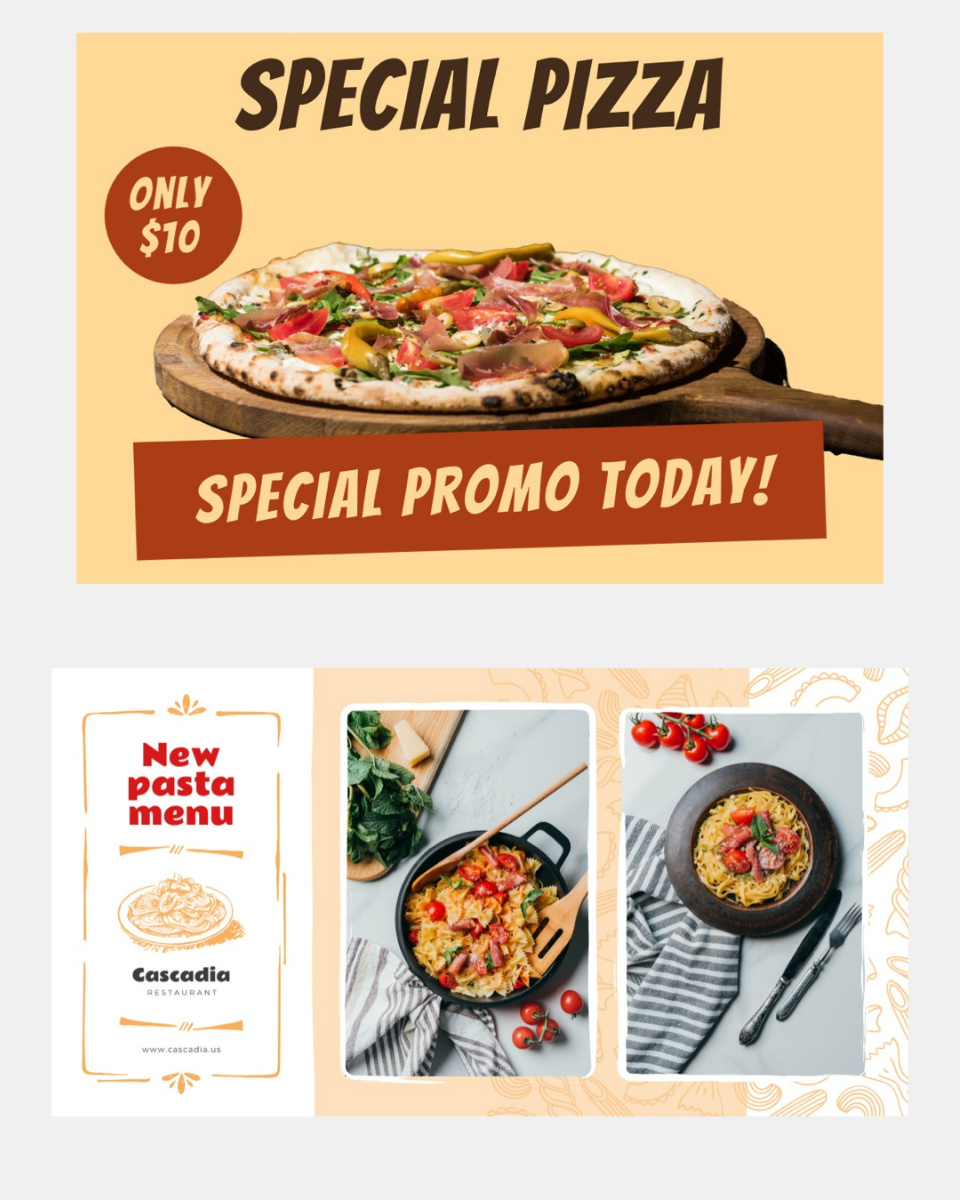 SPECIAL PIZZA
ONLY
$10
SPECIAL PROMO TODAY!
New
pasta
menu
Cascadia
RESTAURANT
www.cascadia.us